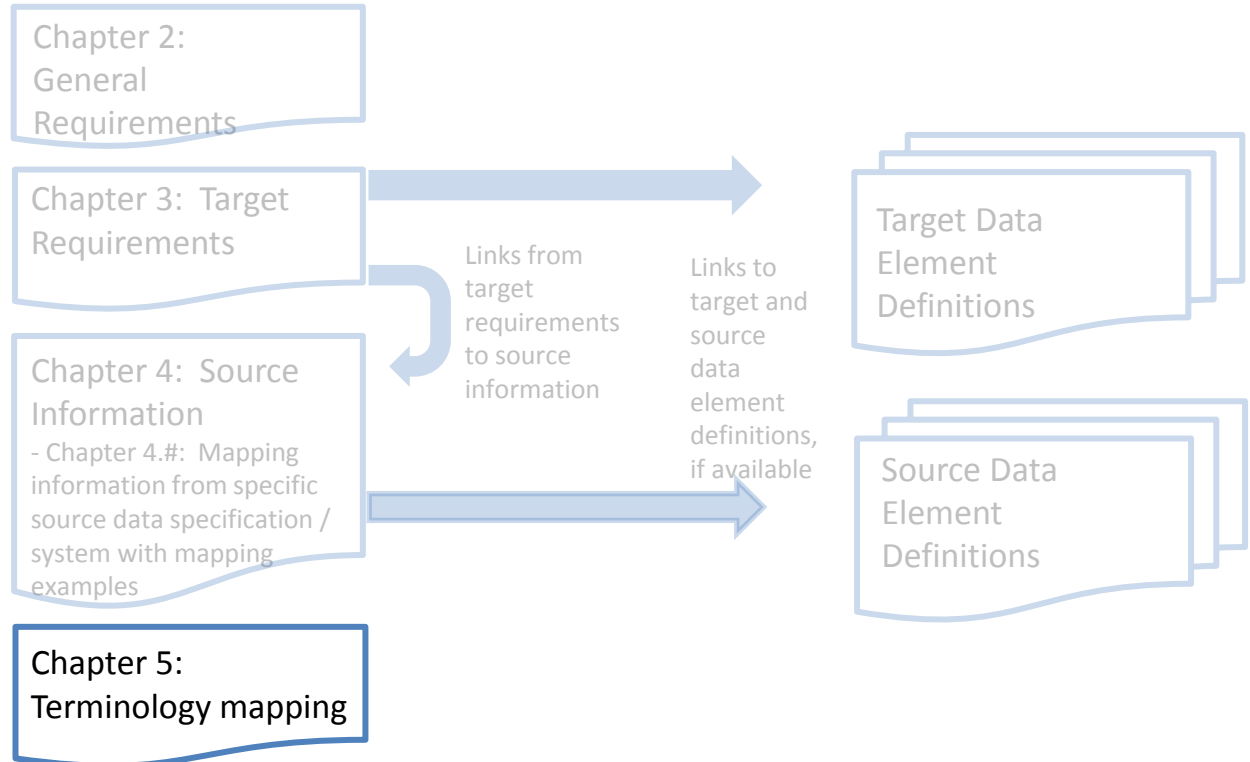 Chapter 2:
General
Requirements
Chapter 3:  Target
Requirements
Links from
target
requirements
to source
information
Links to
target and
source
data
element
definitions,
if available
Target Data
Element
Definitions
Chapter 4:  Source
Information
- Chapter 4.#:  Mapping
information from specific
source data specification /
system with mapping
examples
Source Data
Element
Definitions
Chapter 5:
Terminology mapping